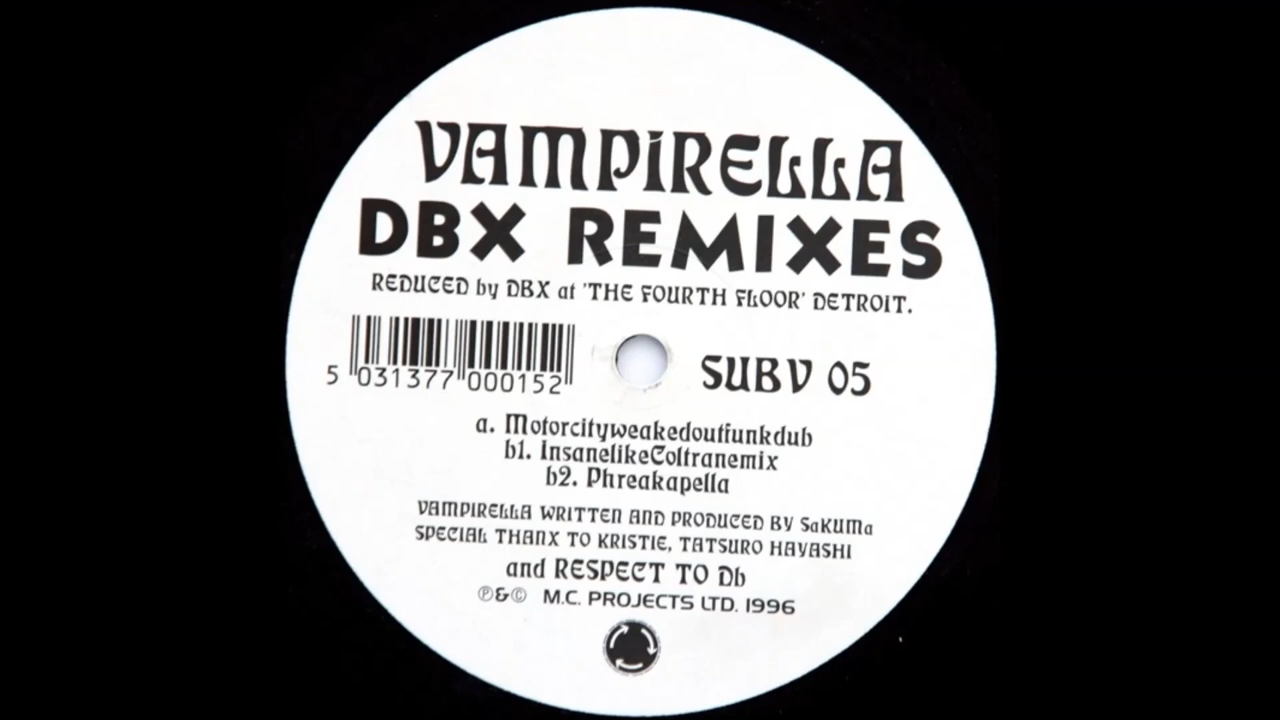 VAMPiRELLA
DBX REMIXES
REDUCED by DBX at 'THE FOURTH FLOOR' DETROIT.
5 031377 000152
SUBV 05
a. Motorcityweakedoutfunkdub
b1. InsanelikeColtranemix
b2. Phreakapella
VAMPIRELLA WRITTEN AND PRODUCED BY SaKUMa
SPECIAL THANX TO KRISTIE, TATSURO HAYASHI
and RESPECT TO Db
℗&© M.C. PROJECTS LTD. 1996